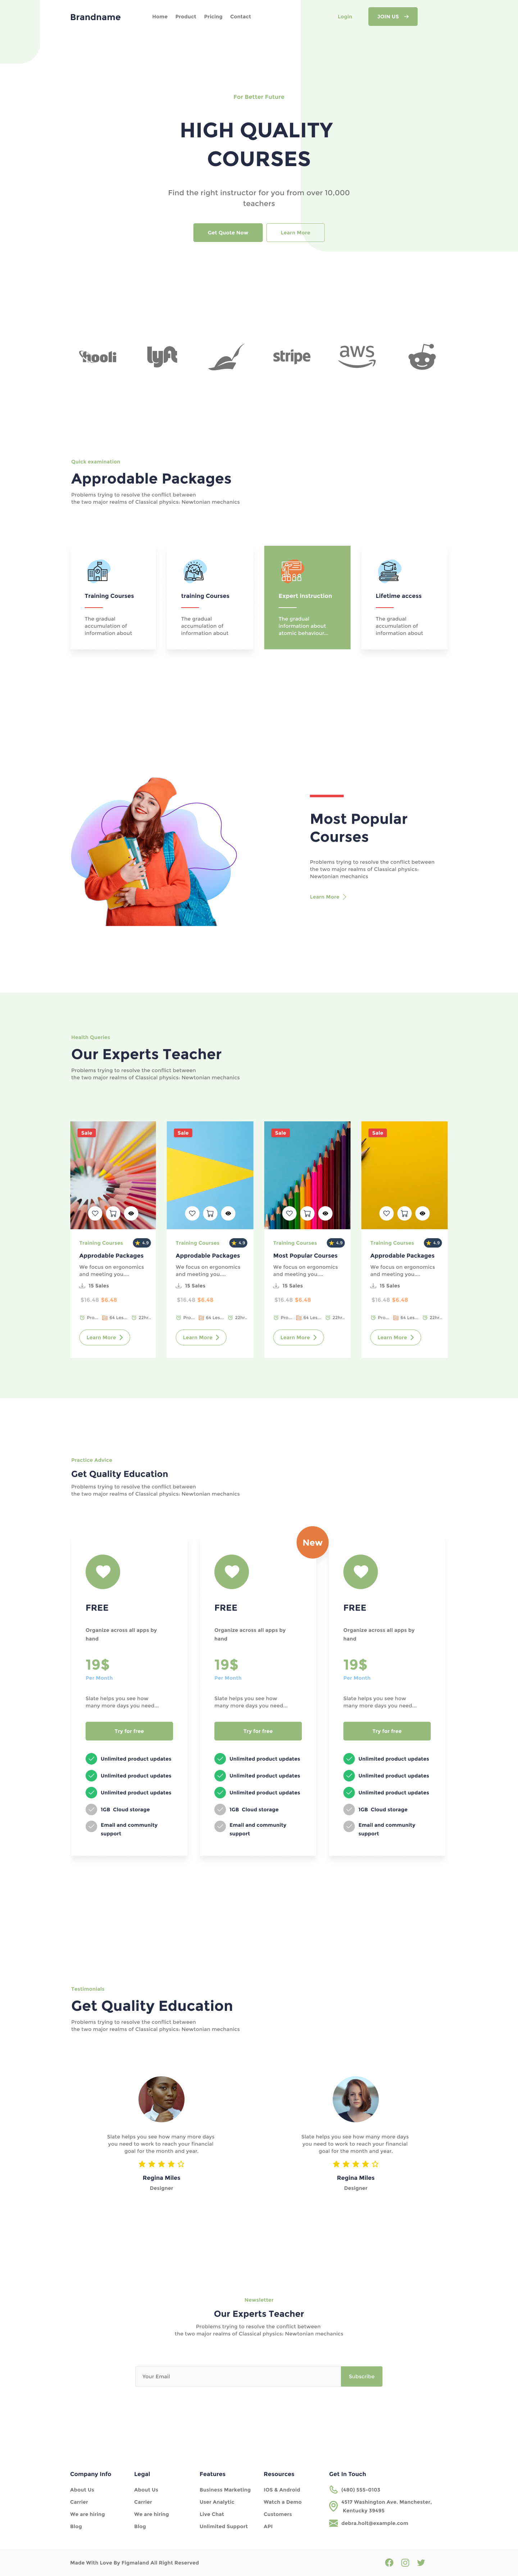 Brandname
Home Product Pricing Contact
Login
JOIN US
For Better Future
HIGH QUALITY
COURSES
Find the right instructor for you from over 10,000
teachers
Get Quote Now
Learn More
hooli
lyft
stripe
aws
Quick examination
Approdable Packages
Problems trying to resolve the conflict between
the two major realms of Classical physics: Newtonian mechanics
Training Courses
The gradual
accumulation of
information about
training Courses
The gradual
accumulation of
information about
Expert Instruction
The gradual
information about
atomic behaviour...
Lifetime access
The gradual
accumulation of
information about
Most Popular
Courses
Problems trying to resolve the conflict between
the two major realms of Classical physics:
Newtonian mechanics
Learn More
Health Queries
Our Experts Teacher
Problems trying to resolve the conflict between
the two major realms of Classical physics: Newtonian mechanics
Sale
Training Courses
4.9
Approdable Packages
We focus on ergonomics
and meeting you....
15 Sales
$16.48 $6.48
Pro... 64 Les... 22hr..
Learn More
Sale
Training Courses
4.9
Approdable Packages
We focus on ergonomics
and meeting you....
15 Sales
$16.48 $6.48
Pro... 64 Les... 22hr..
Learn More
Sale
Training Courses
4.9
Most Popular Courses
We focus on ergonomics
and meeting you....
15 Sales
$16.48 $6.48
Pro... 64 Les... 22hr..
Learn More
Sale
Training Courses
4.9
Approdable Packages
We focus on ergonomics
and meeting you....
15 Sales
$16.48 $6.48
Pro... 64 Les... 22hr..
Learn More
Practice Advice
Get Quality Education
Problems trying to resolve the conflict between
the two major realms of Classical physics: Newtonian mechanics
FREE
Organize across all apps by
hand
19$
Per Month
Slate helps you see how
many more days you need...
Try for free
Unlimited product updates
Unlimited product updates
Unlimited product updates
1GB Cloud storage
Email and community
support
New
FREE
Organize across all apps by
hand
19$
Per Month
Slate helps you see how
many more days you need...
Try for free
Unlimited product updates
Unlimited product updates
Unlimited product updates
1GB Cloud storage
Email and community
support
FREE
Organize across all apps by
hand
19$
Per Month
Slate helps you see how
many more days you need...
Try for free
Unlimited product updates
Unlimited product updates
Unlimited product updates
1GB Cloud storage
Email and community
support
Testimonials
Get Quality Education
Problems trying to resolve the conflict between
the two major realms of Classical physics: Newtonian mechanics
Slate helps you see how many more days
you need to work to reach your financial
goal for the month and year.
Regina Miles
Designer
Slate helps you see how many more days
you need to work to reach your financial
goal for the month and year.
Regina Miles
Designer
Newsletter
Our Experts Teacher
Problems trying to resolve the conflict between
the two major realms of Classical physics: Newtonian mechanics
Your Email
Subscribe
Company Info
About Us
Carrier
We are hiring
Blog
Legal
About Us
Carrier
We are hiring
Blog
Features
Business Marketing
User Analytic
Live Chat
Unlimited Support
Resources
IOS & Android
Watch a Demo
Customers
API
Get In Touch
(480) 555-0103
4517 Washington Ave. Manchester,
Kentucky 39495
debra.holt@example.com
Made With Love By Figmaland All Right Reserved